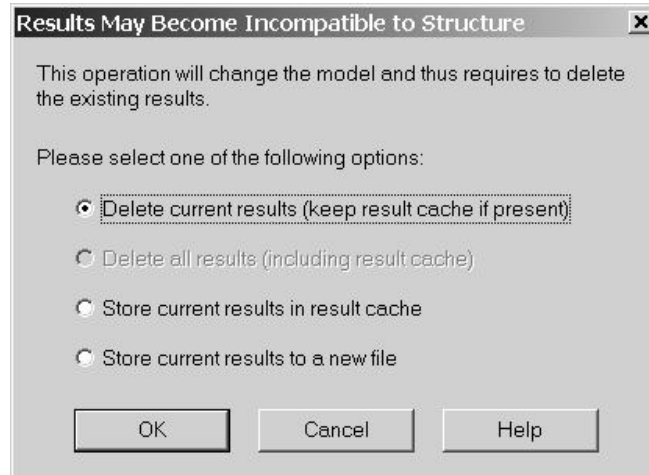 Results May Become Incompatible to Structure
This operation will change the model and thus requires to delete
the existing results.
Please select one of the following options:
Delete current results (keep result cache if present)
Delete all results (including result cache)
Store current results in result cache
Store current results to a new file
OK Cancel Help